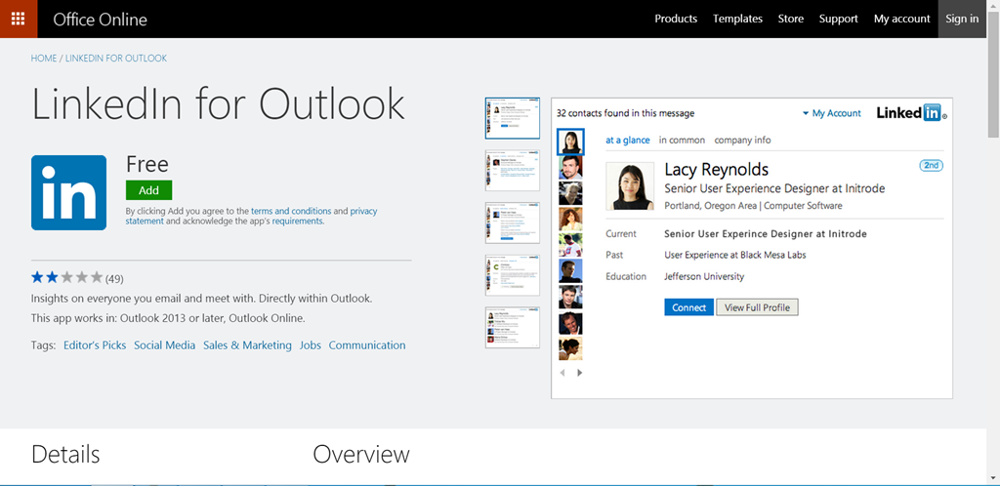 Office Online
Products Templates Store Support My account Sign in
HOME / LINKEDIN FOR OUTLOOK
LinkedIn for Outlook
in
Free
Add
By clicking Add you agree to the terms and conditions and privacy
statement and acknowledge the app's requirements.
(49)
Insights on everyone you email and meet with. Directly within Outlook.
This app works in: Outlook 2013 or later, Outlook Online.
Tags: Editor's Picks Social Media Sales & Marketing Jobs Communication
32 contacts found in this message
My Account
Linked in®
at a glance in common company info
Lacy Reynolds
2nd
Senior User Experience Designer at Initrode
Portland, Oregon Area | Computer Software
Current Senior User Experince Designer at Initrode
Past User Experience at Black Mesa Labs
Education Jefferson University
Connect View Full Profile
Details Overview